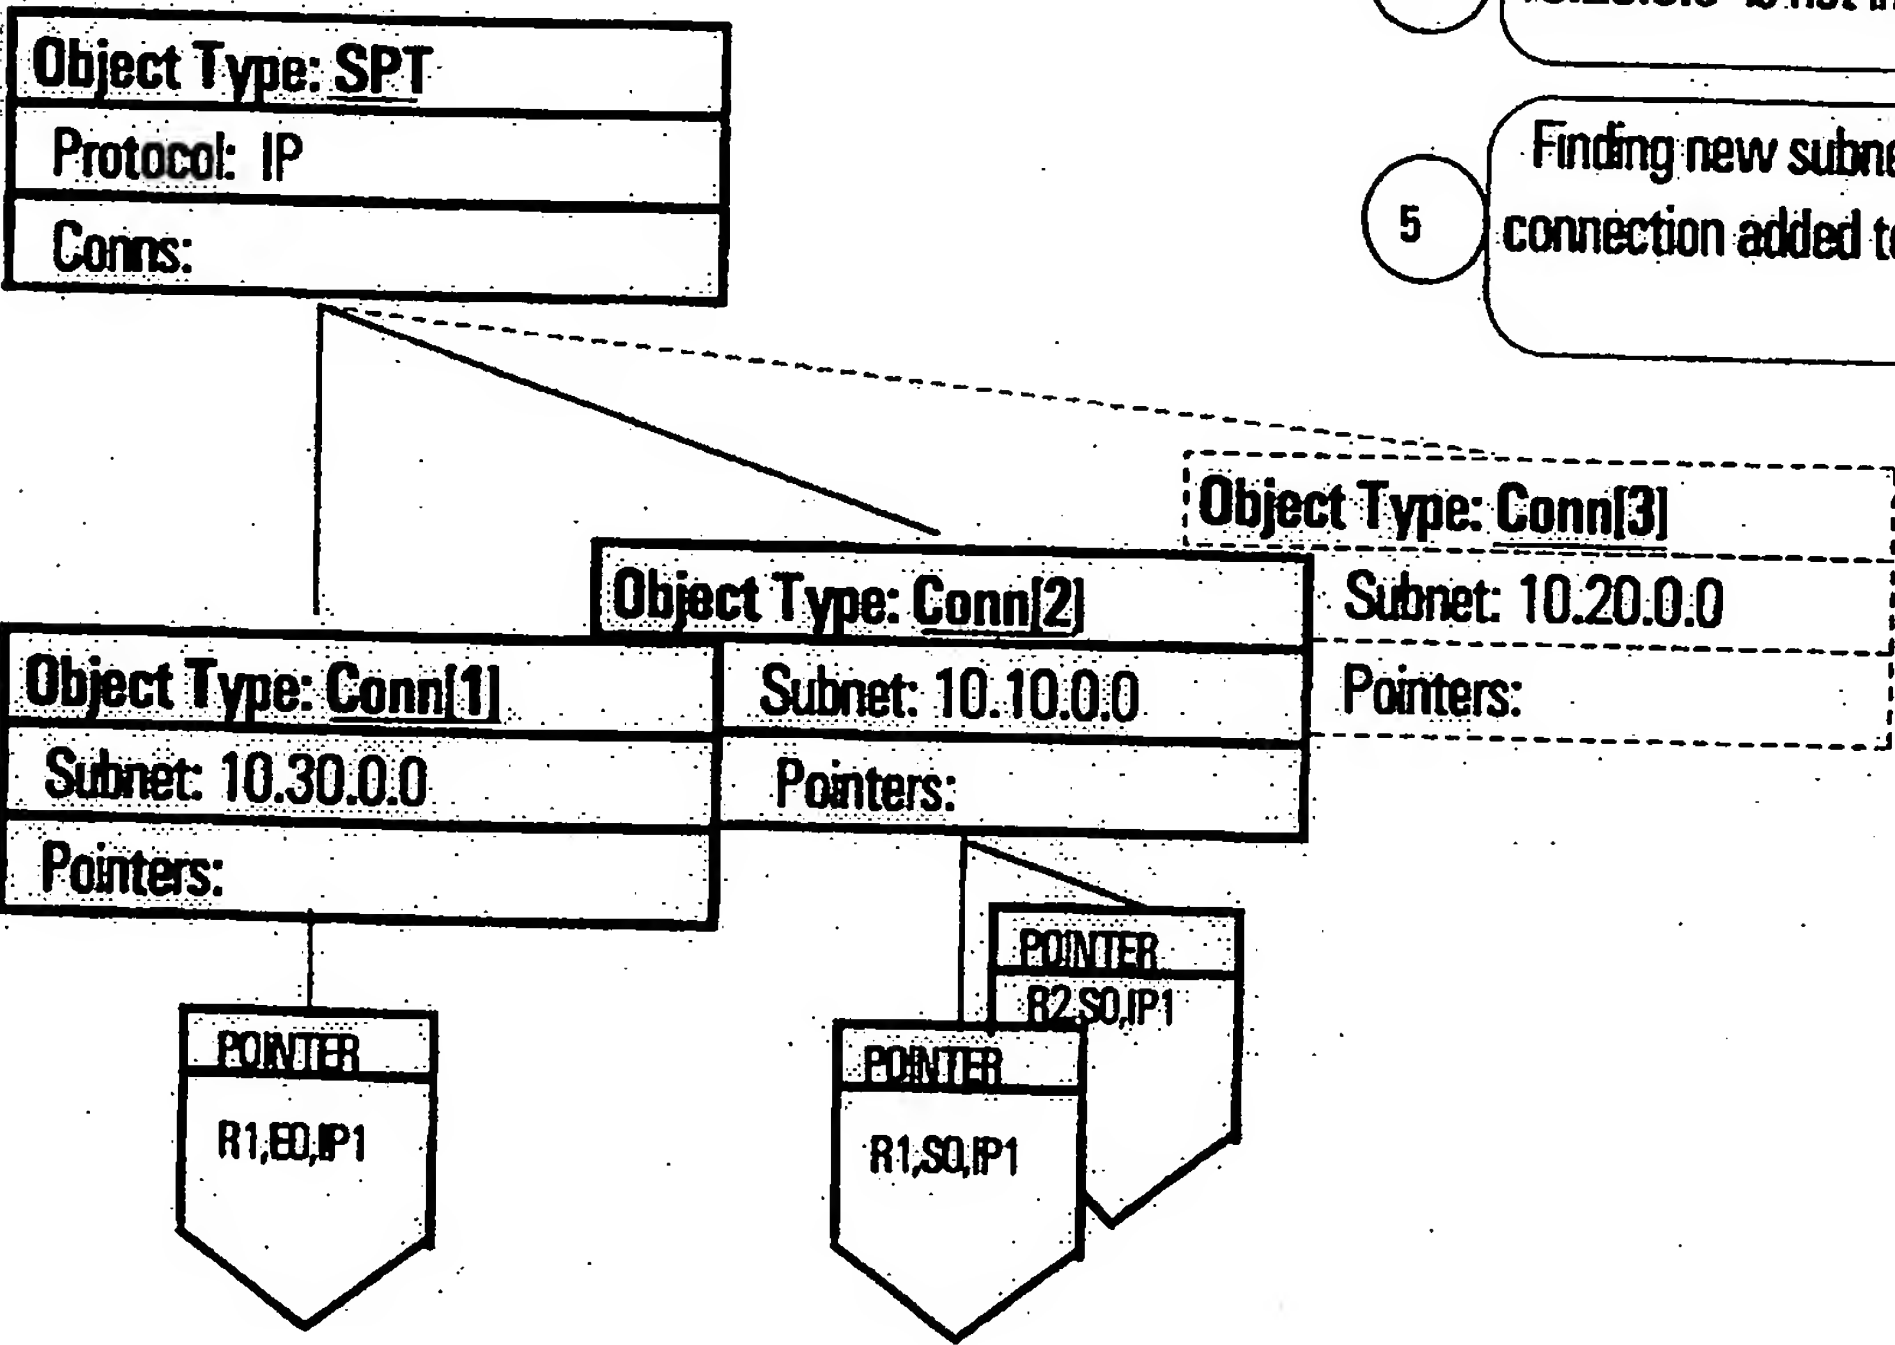 is not
Object Type: SPT
Protocol: IP
Conns:
5
Finding new
connection added
Object Type: Conn[3]
Subnet: 10.20.0.0
Pointers:
Object Type: Conn[2]
Subnet: 10.10.0.0
Pointers:
Object Type: Conn[1]
Subnet: 10.30.0.0
Pointers:
POINTER
R2,S0,IP1
POINTER
R1,E0,IP1
POINTER
R1,S0,IP1